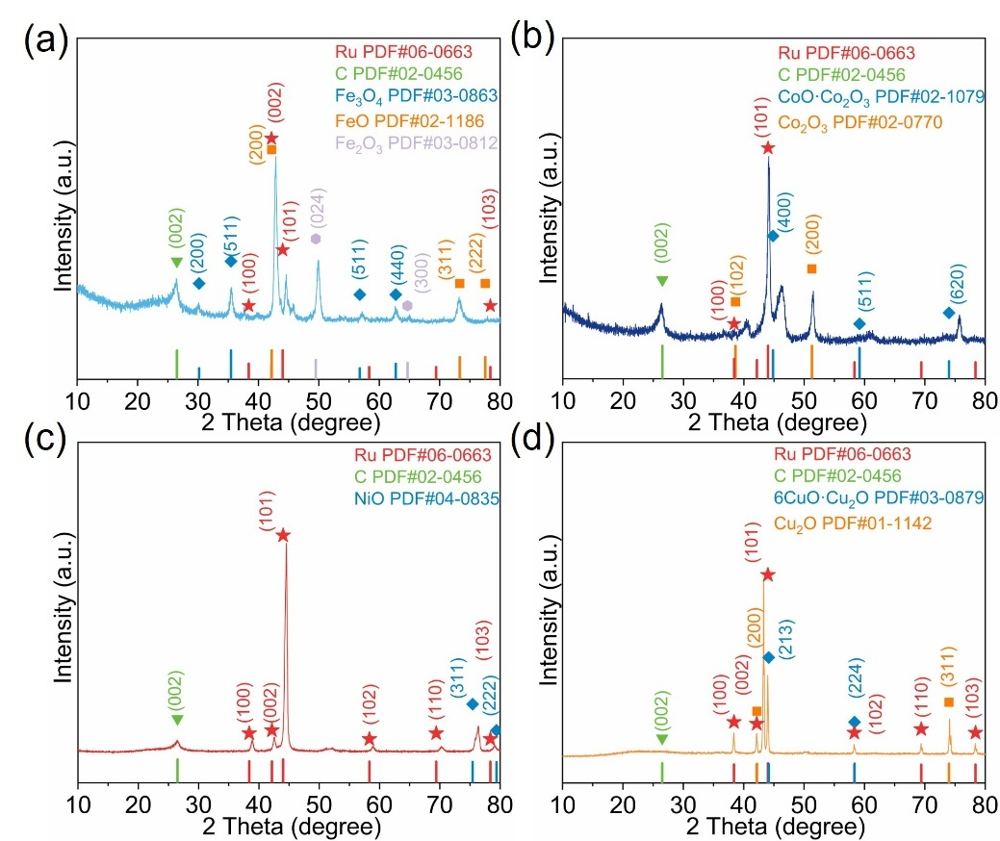 (a)
Ru PDF#06-0663
C PDF#02-0456
Fe₃O₄ PDF#03-0863
FeO PDF#02-1186
Fe₂O₃ PDF#03-0812
(002)
(200)
(511)
(100)
(200)
(002)
(101)
(024)
(511)
(440)
(300)
(311)
(222)
(103)
Intensity (a.u.)
10 20 30 40 50 60 70 80
2 Theta (degree)
(b)
Ru PDF#06-0663
C PDF#02-0456
CoO·Co₂O₃ PDF#02-1079
Co₂O₃ PDF#02-0770
(002)
(100)
(102)
(101)
(400)
(200)
(511)
(620)
Intensity (a.u.)
10 20 30 40 50 60 70 80
2 Theta (degree)
(c)
Ru PDF#06-0663
C PDF#02-0456
NiO PDF#04-0835
(002)
(100)
(002)
(101)
(102)
(110)
(311)
(103)
(222)
Intensity (a.u.)
10 20 30 40 50 60 70 80
2 Theta (degree)
(d)
Ru PDF#06-0663
C PDF#02-0456
6CuO·Cu₂O PDF#03-0879
Cu₂O PDF#01-1142
(002)
(100)
(002)
(200)
(101)
(213)
(224)
(102)
(110)
(311)
(103)
Intensity (a.u.)
10 20 30 40 50 60 70 80
2 Theta (degree)